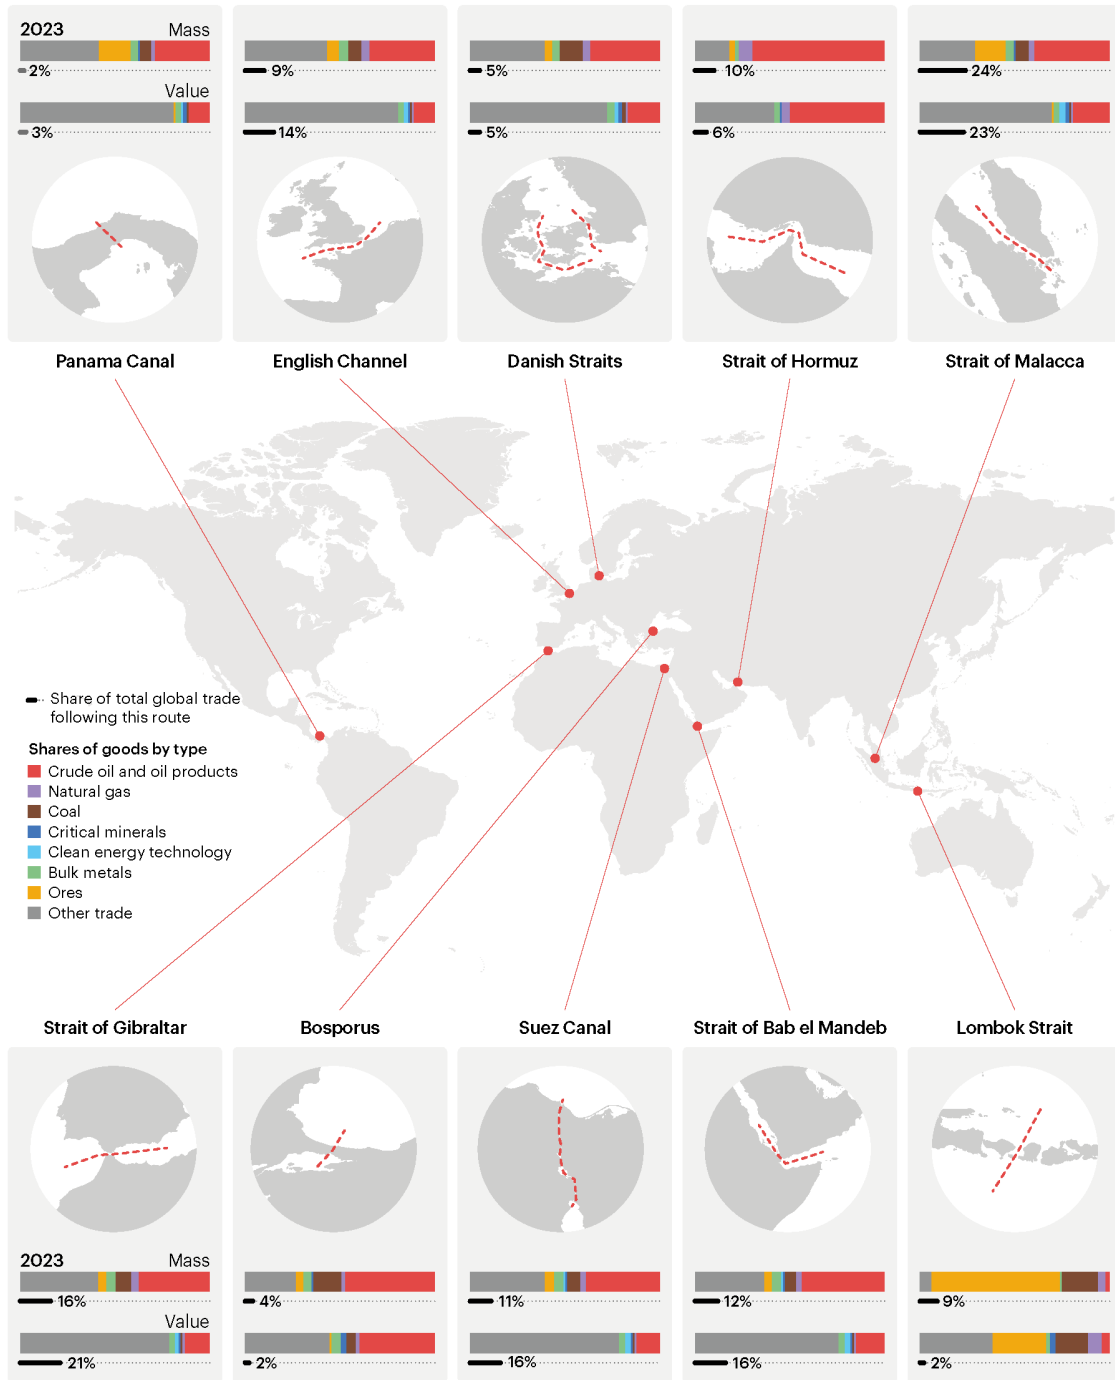 2023 Mass
2% 9% 5% 10% 24%
Value
3% 14% 5% 6% 23%
Panama Canal English Channel Danish Straits Strait of Hormuz Strait of Malacca
Share of total global trade
following this route
Shares of goods by type
Crude oil and oil products
Natural gas
Coal
Critical minerals
Clean energy technology
Bulk metals
Ores
Other trade
Strait of Gibraltar Bosporus Suez Canal Strait of Bab el Mandeb Lombok Strait
2023 Mass
16% 4% 11% 12% 9%
Value
21% 2% 16% 16% 2%